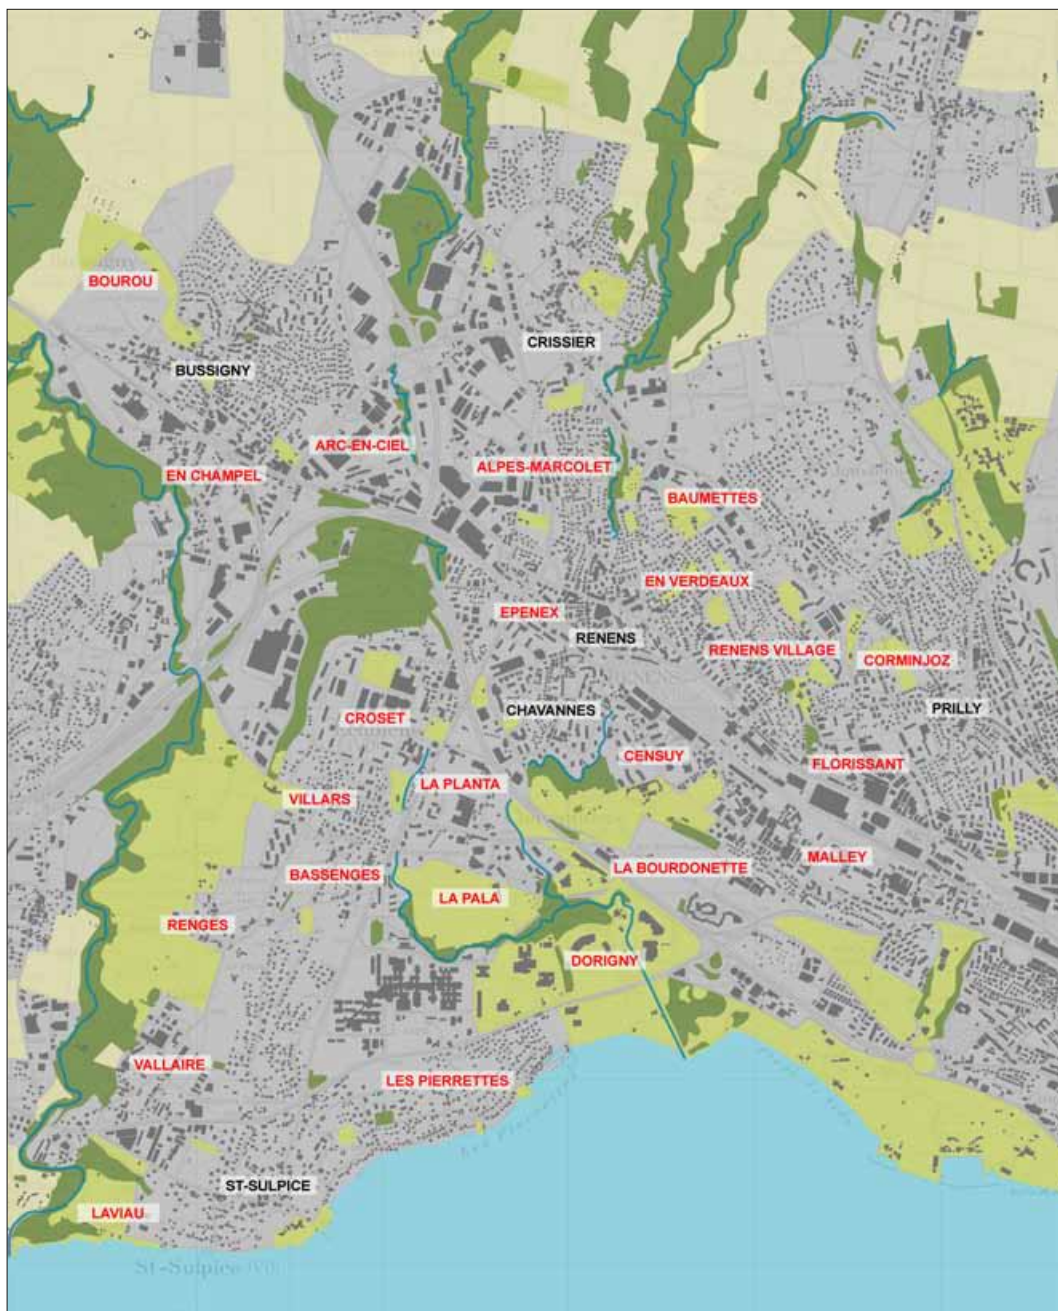 BOUROU
CRISSIER
BUSSIGNY
ARC-EN-CIEL
ALPES-MARCOLET
EN CHAMPEL
BAUMETTES
EN VERDEAUX
EPENEX
RENENS
RENENS VILLAGE
CORMINJOZ
CHAVANNES
PRILLY
CROSET
CENSUY
FLORISSANT
LA PLANTA
VILLARS
MALLEY
LA BOURDONETTE
BASSENGES
LA PALA
RENGES
DORIGNY
VALLAIRE
LES PIERRETTES
ST-SULPICE
LAVIAU
St-Sulpice